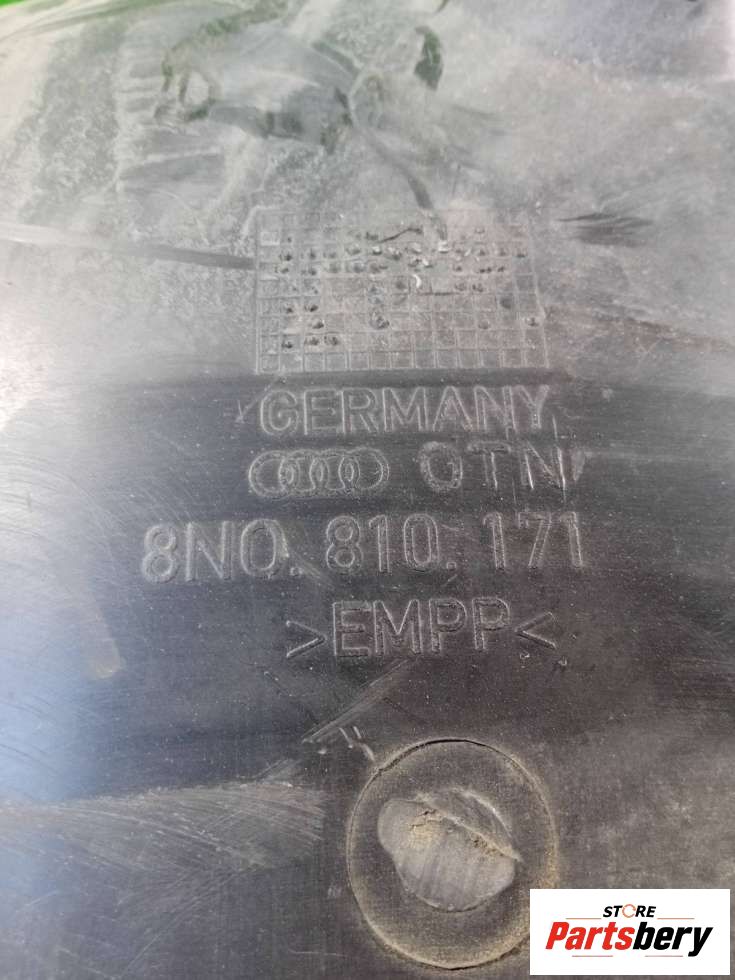 GERMANY
OTN
8N0. 810. 171
>EMPP<
STORE
Partsbery